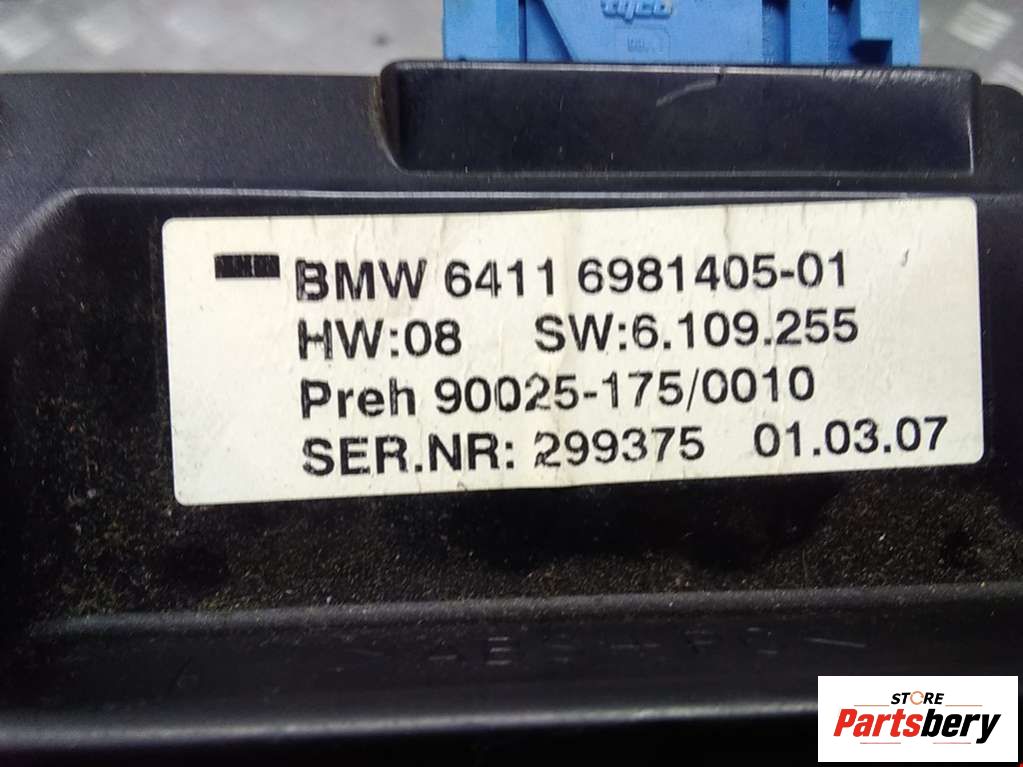 tyco
BMW 6411 6981405-01
HW:08 SW:6.109.255
Preh 90025-175/0010
SER.NR: 299375 01.03.07
STORE
Partsbery